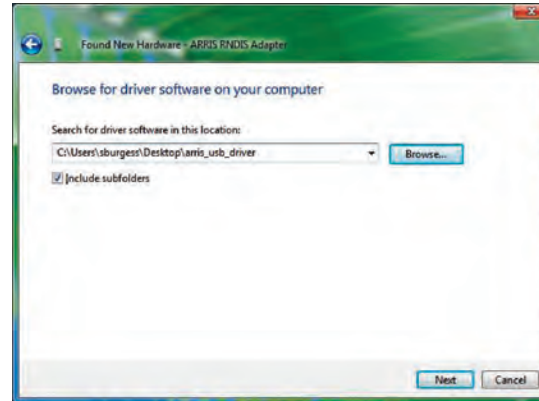 Found New Hardware - ARRIS RNDIS Adapter
Browse for driver software on your computer
Search for driver software in this location:
C:\Users\sburgess\Desktop\arris_usb_driver
Browse...
Include subfolders
Next
Cancel